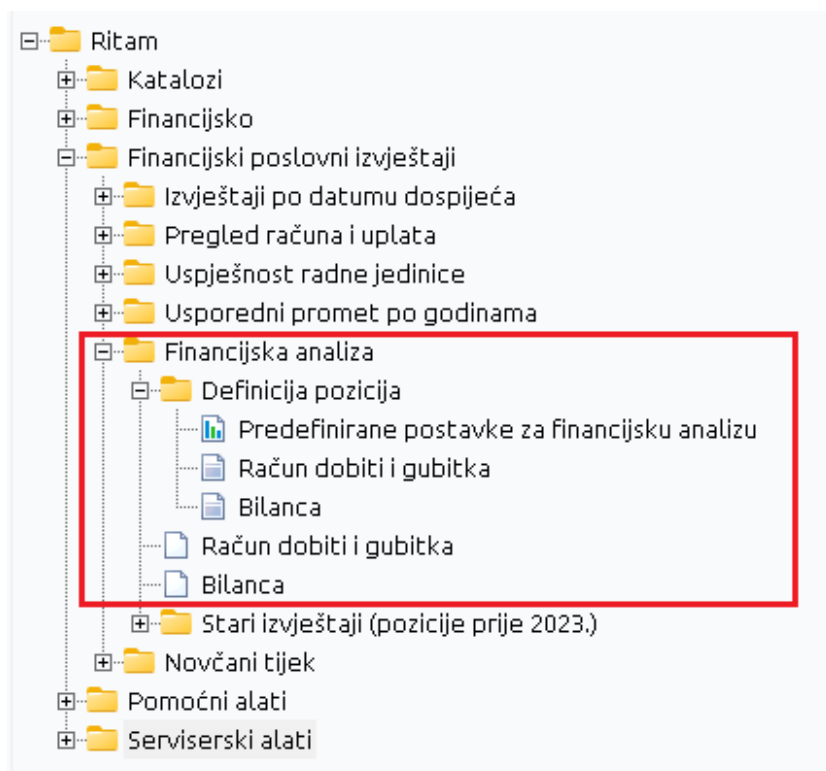 Ritam
Katalozi
Financijsko
Financijski poslovni izvještaji
Izvještaji po datumu dospijeća
Pregled računa i uplata
Uspješnost radne jedinice
Usporedni promet po godinama
Financijska analiza
Definicija pozicija
Predefinirane postavke za financijsku analizu
Račun dobiti i gubitka
Bilanca
Račun dobiti i gubitka
Bilanca
Stari izvještaji (pozicije prije 2023.)
Novčani tijek
Pomoćni alati
Serviserski alati